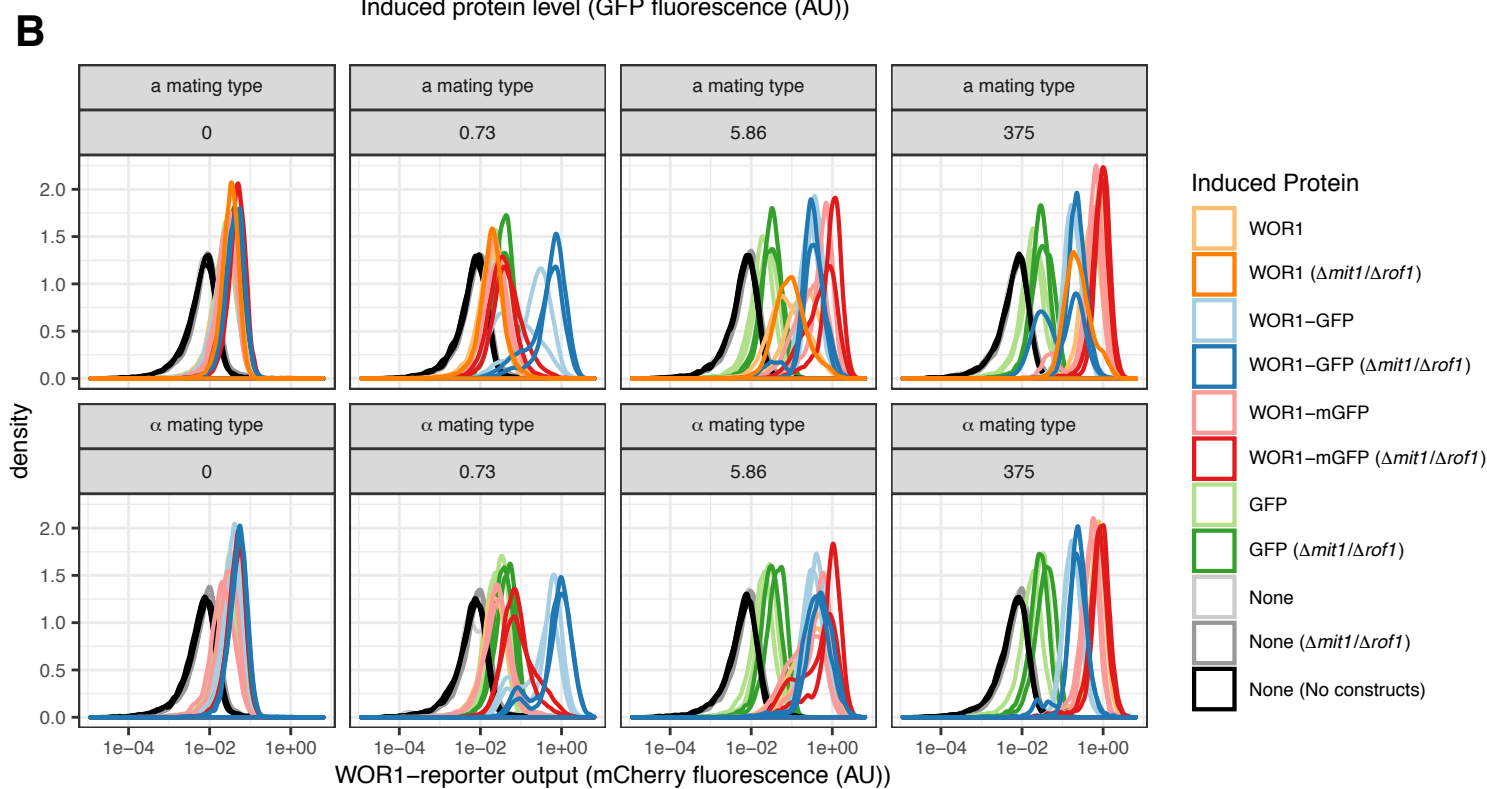 Induced protein level (GFP fluorescence (AU))
B
a mating type
a mating type
a mating type
a mating type
0
0.73
5.86
375
2.0
1.5
1.0
0.5
0.0
density
α mating type
α mating type
α mating type
α mating type
0
0.73
5.86
375
2.0
1.5
1.0
0.5
0.0
1e−04 1e−02 1e+00 1e−04 1e−02 1e+00 1e−04 1e−02 1e+00 1e−04 1e−02 1e+00
WOR1−reporter output (mCherry fluorescence (AU))
Induced Protein
WOR1
WOR1 (Δmit1/Δrof1)
WOR1−GFP
WOR1−GFP (Δmit1/Δrof1)
WOR1−mGFP
WOR1−mGFP (Δmit1/Δrof1)
GFP
GFP (Δmit1/Δrof1)
None
None (Δmit1/Δrof1)
None (No constructs)